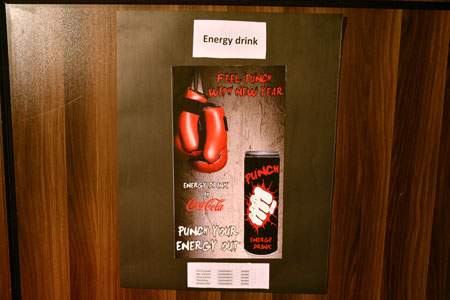 Energy drink
FEEL PUNCH
WITH NEW YEAR
ENERGY DRINK
by
Coca-Cola
PUNCH YOUR
ENERGY OUT
PUNCH
ENERGY
DRINK